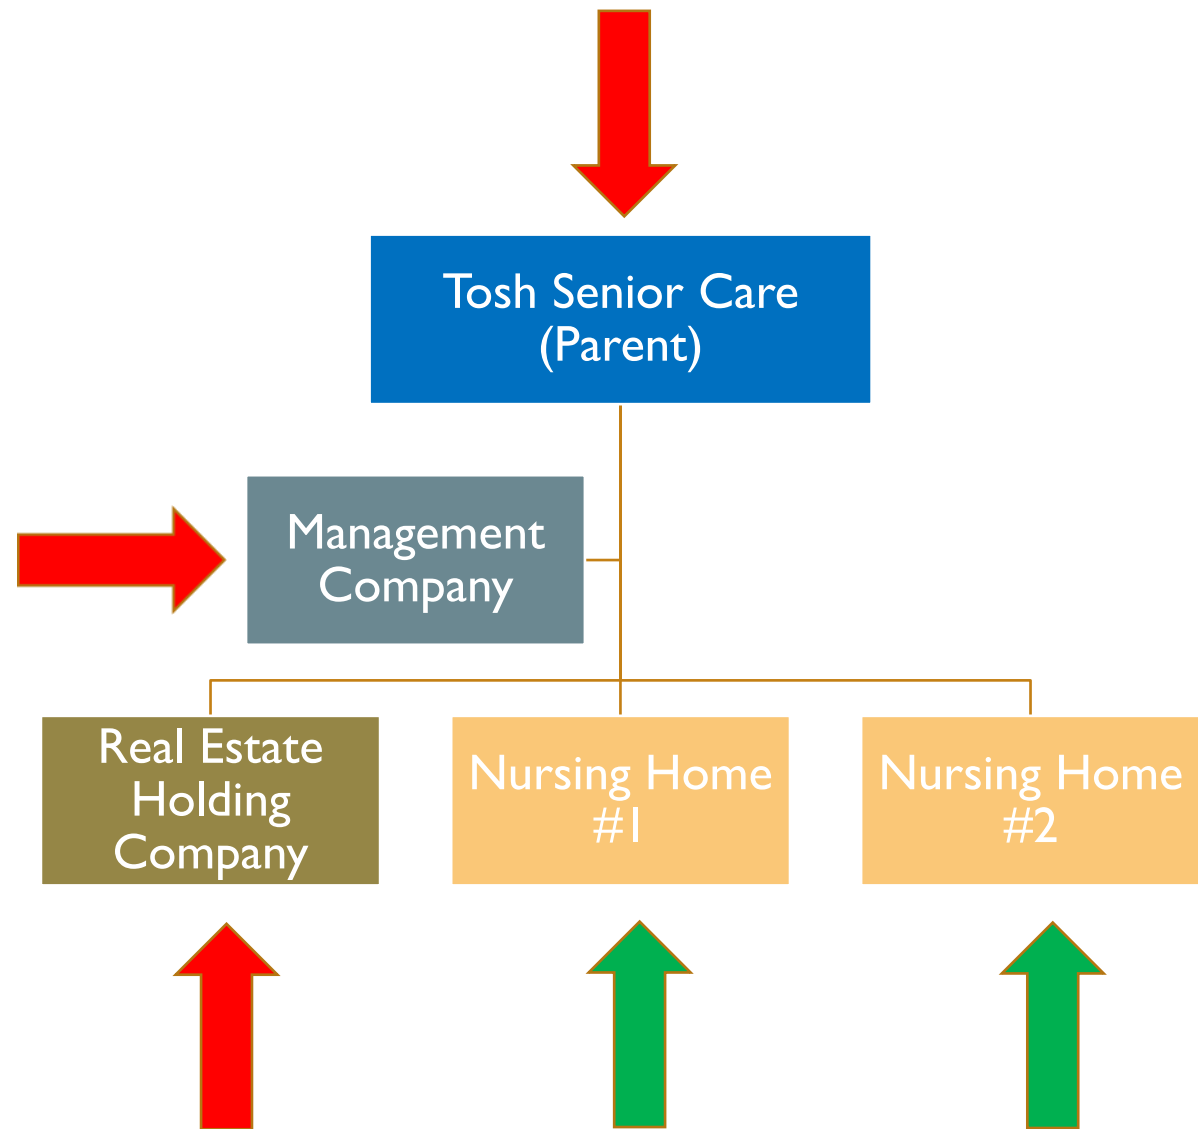 Tosh Senior Care
(Parent)
Management
Company
Real Estate
Holding
Company
Nursing Home
#1
Nursing Home
#2